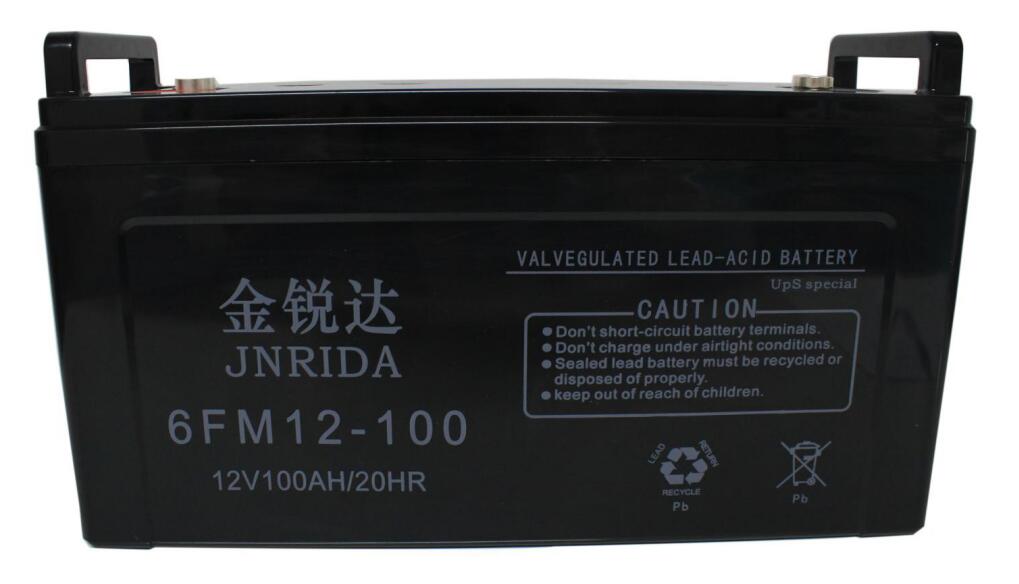 金锐达
JNRIDA
6FM12-100
12V100AH/20HR
VALVEGULATED LEAD-ACID BATTERY
UpS special
CAUTION
●Don't short-circuit battery terminals.
●Don't charge under airtight conditions.
●Sealed lead battery must be recycled or
disposed of properly.
●keep out of reach of children.
LEAD RETURN
RECYCLE
Pb
Pb